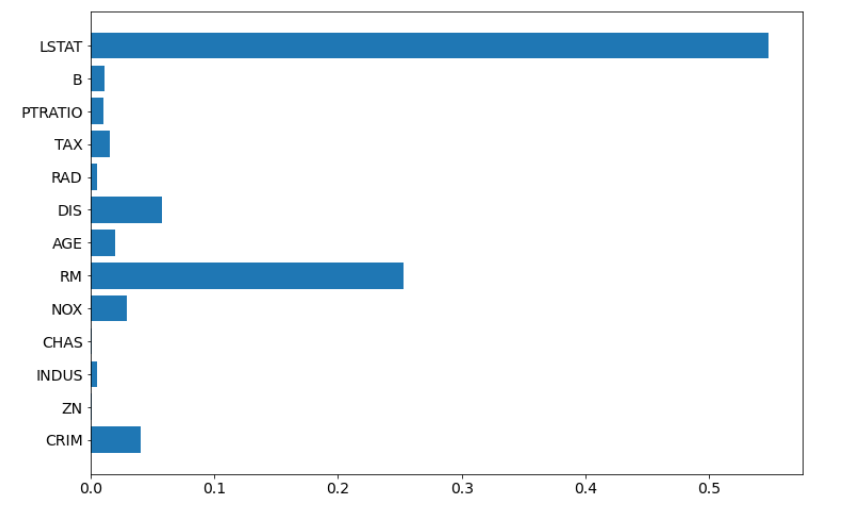 LSTAT
B
PTRATIO
TAX
RAD
DIS
AGE
RM
NOX
CHAS
INDUS
ZN
CRIM
0.0 0.1 0.2 0.3 0.4 0.5